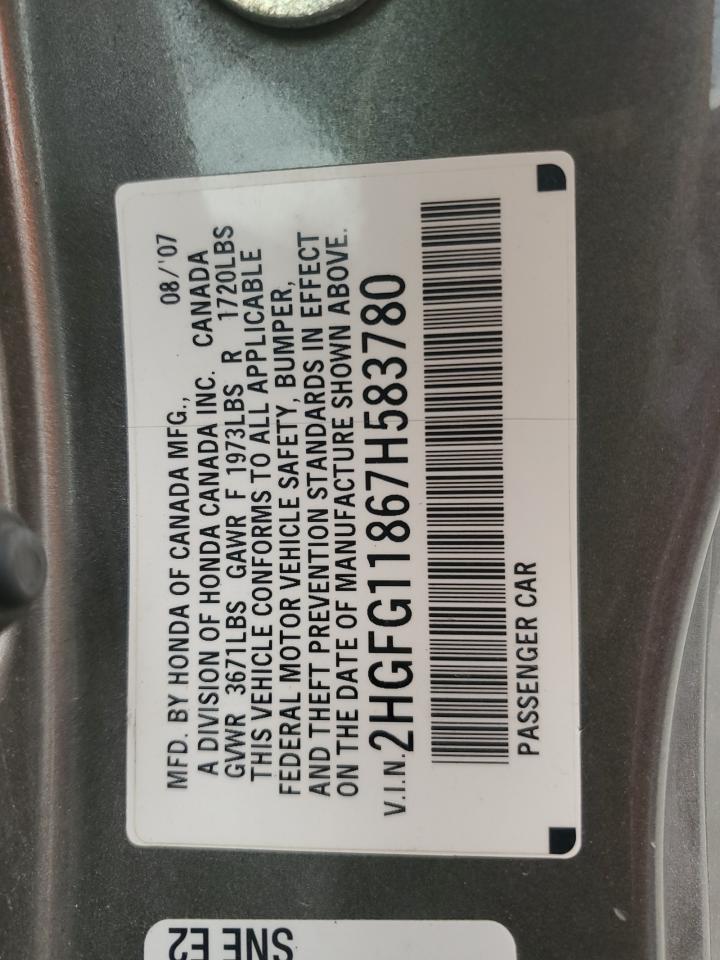 MFD. BY HONDA OF CANADA MFG., 08/'07
A DIVISION OF HONDA CANADA INC. CANADA
GVWR 3671LBS GAWR F 1973LBS R 1720LBS
THIS VEHICLE CONFORMS TO ALL APPLICABLE
FEDERAL MOTOR VEHICLE SAFETY, BUMPER,
AND THEFT PREVENTION STANDARDS IN EFFECT
ON THE DATE OF MANUFACTURE SHOWN ABOVE.
V.I.N. 2HGFG11867H583780
PASSENGER CAR
SNE E2